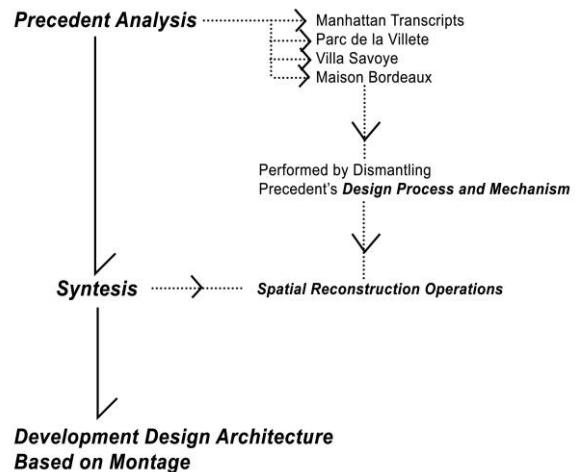 Precedent Analysis
Manhattan Transcripts
Parc de la Villete
Villa Savoye
Maison Bordeaux
Performed by Dismantling
Precedent's Design Process and Mechanism
Syntesis
Spatial Reconstruction Operations
Development Design Architecture
Based on Montage